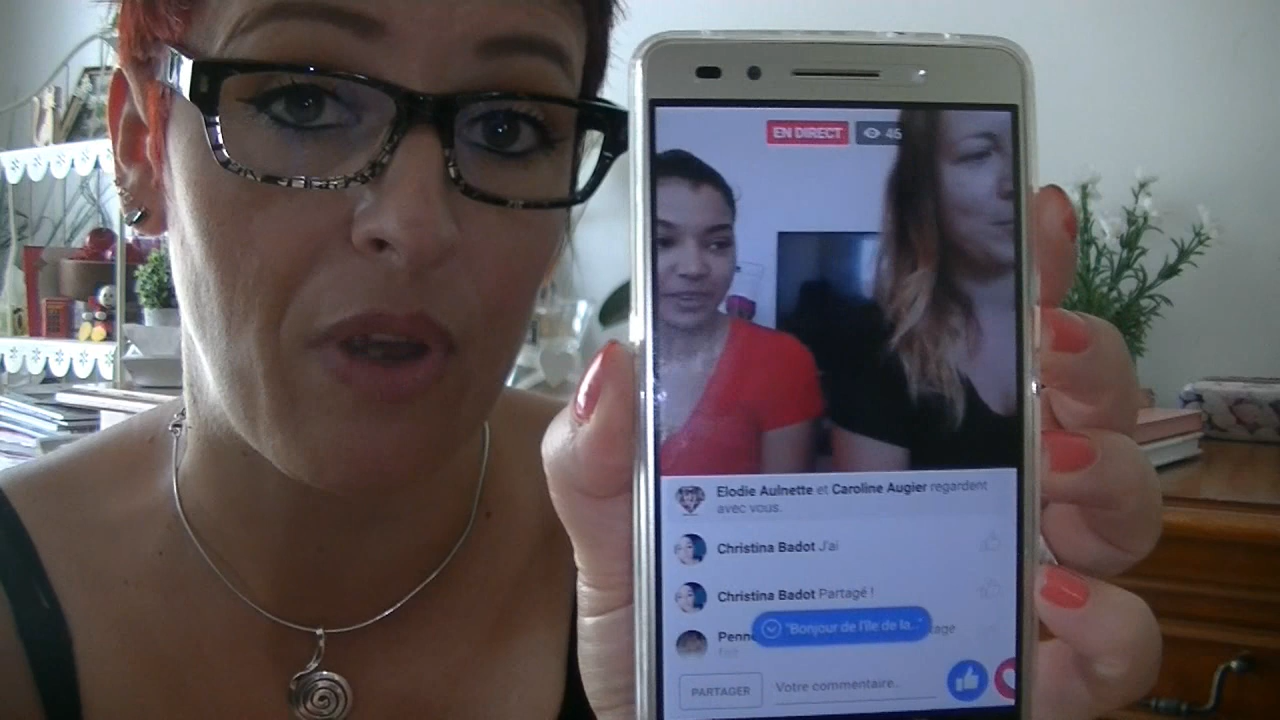 EN DIRECT 45
Elodie Aulnette et Caroline Augier regardent
avec vous.
Christina Badot J'ai
Christina Badot Partagé !
Penne
"Bonjour de l'île de la.."
PARTAGER Votre commentaire..